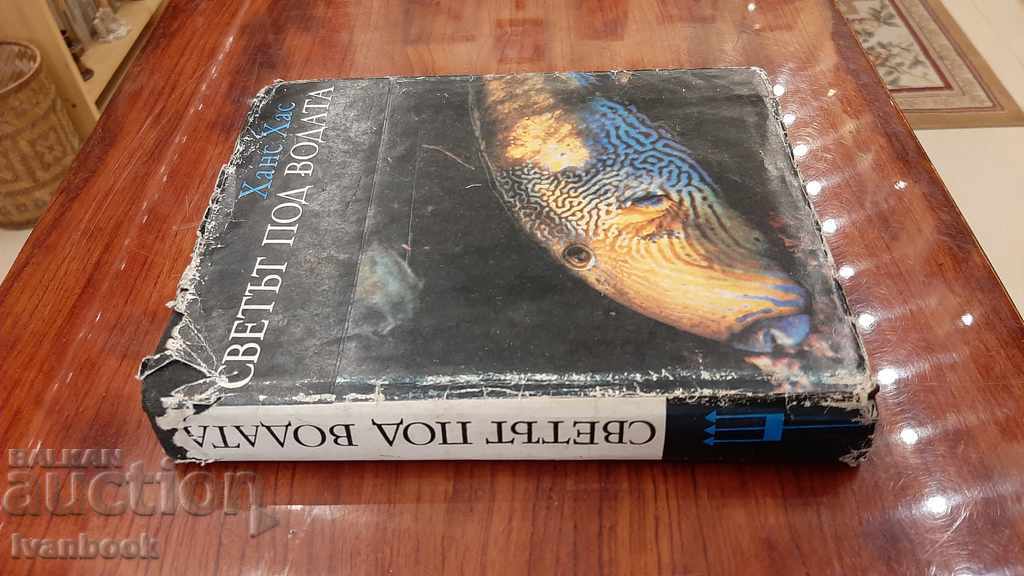 Ханс Хас
СВЕТЪТ ПОД ВОДАТА
СВЕТЪТ ПОД ВОДАТА
BALKAN
auction
Ivanbook